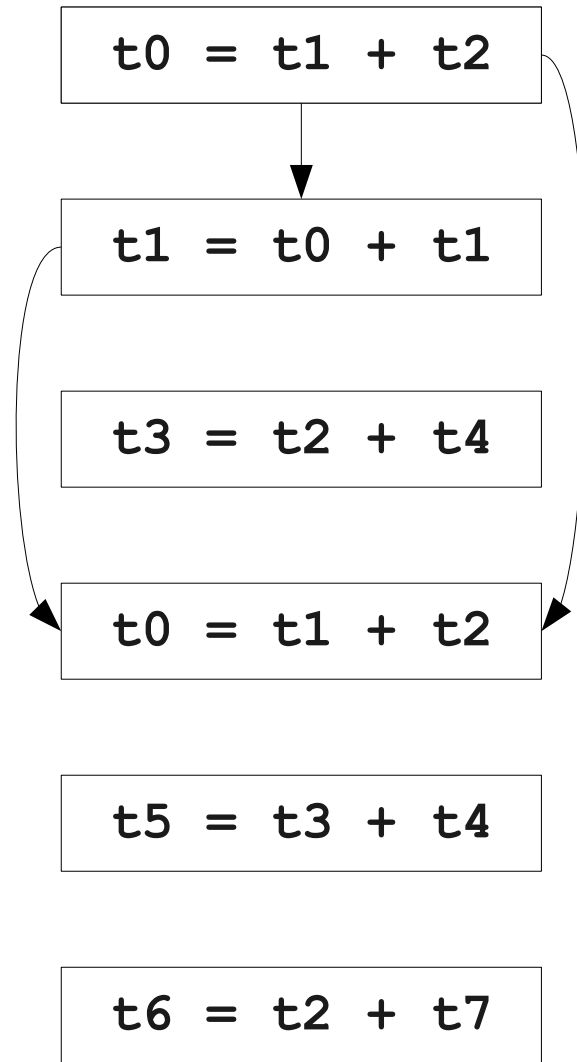 t0 = t1 + t2
t1 = t0 + t1
t3 = t2 + t4
t0 = t1 + t2
t5 = t3 + t4
t6 = t2 + t7